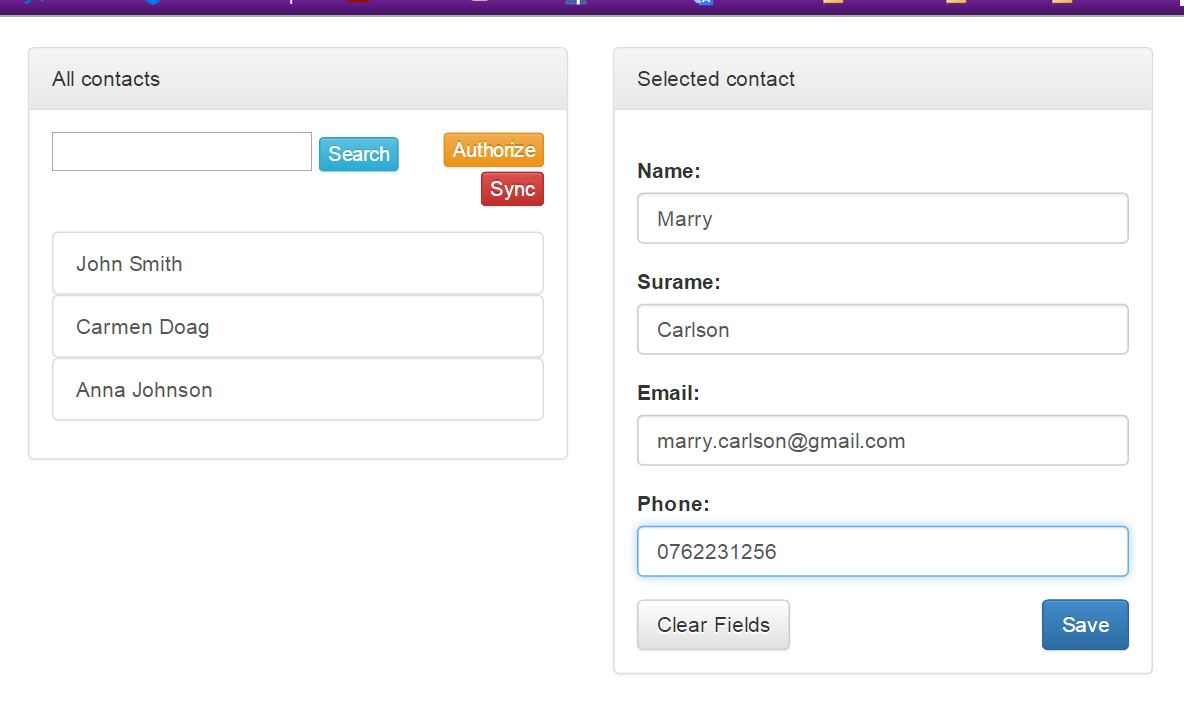 All contacts
Search
Authorize
Sync
John Smith
Carmen Doag
Anna Johnson
Selected contact
Name:
Marry
Surame:
Carlson
Email:
marry.carlson@gmail.com
Phone:
0762231256
Clear Fields
Save